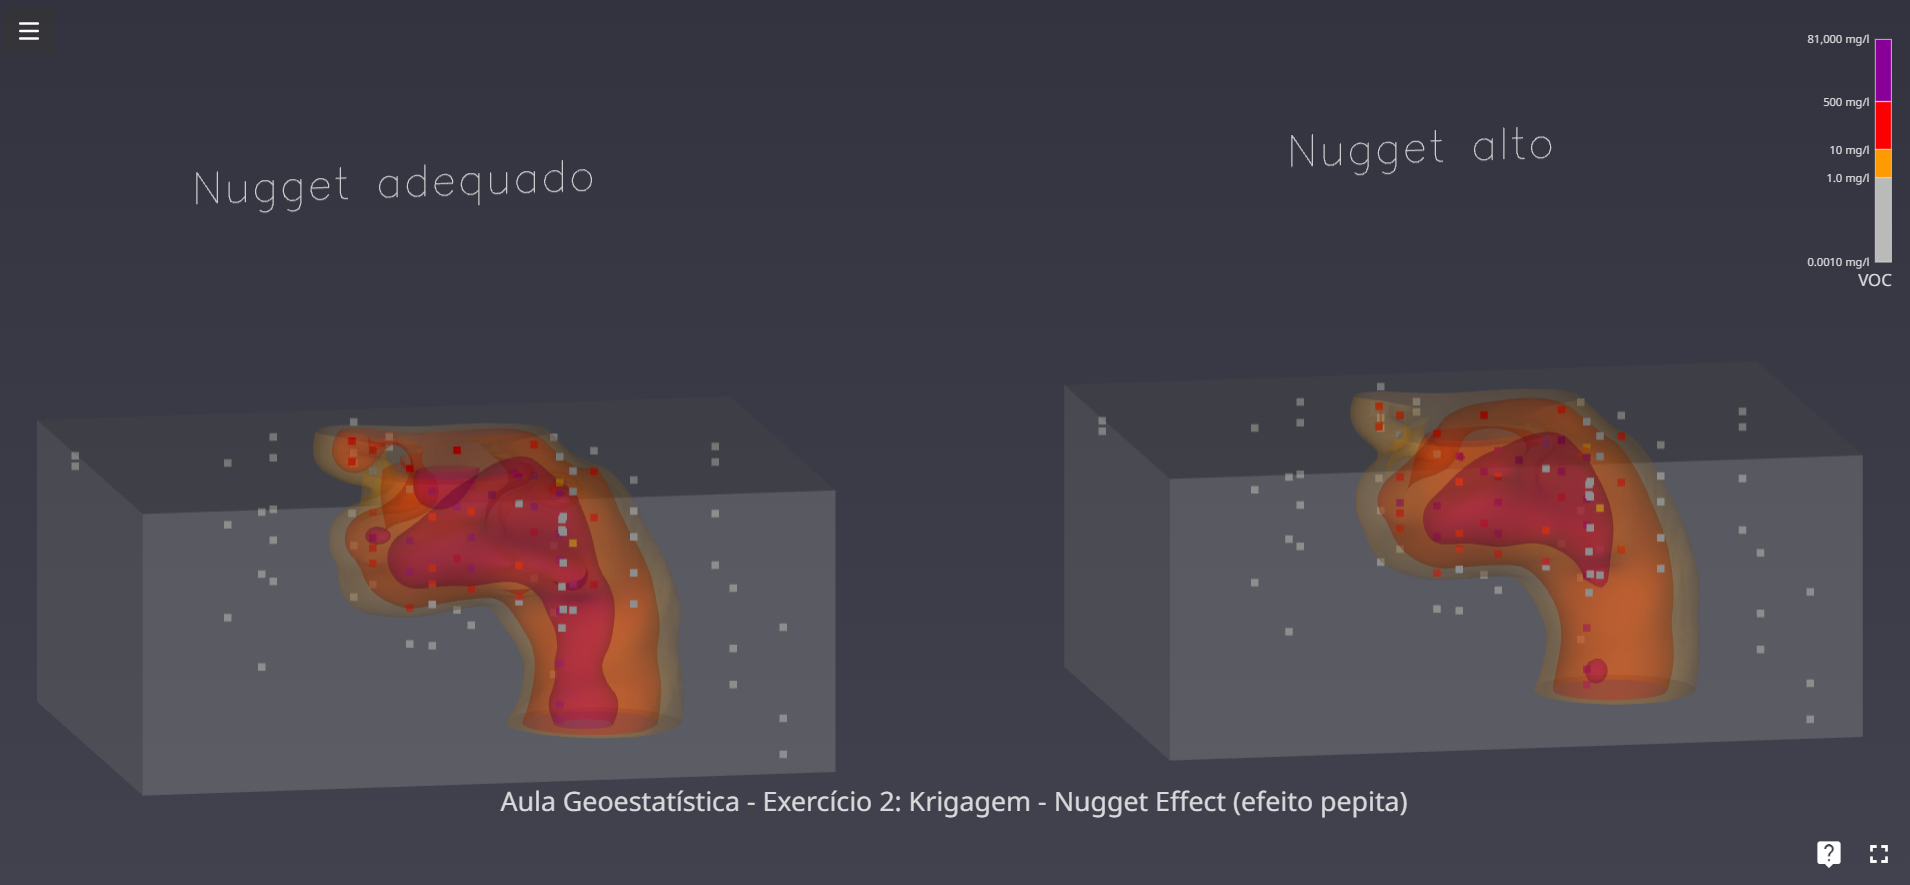 Nugget adequado
Nugget alto
81,000 mg/l
500 mg/l
10 mg/l
1.0 mg/l
0.0010 mg/l
VOC
Aula Geoestatística - Exercício 2: Krigagem - Nugget Effect (efeito pepita)
?